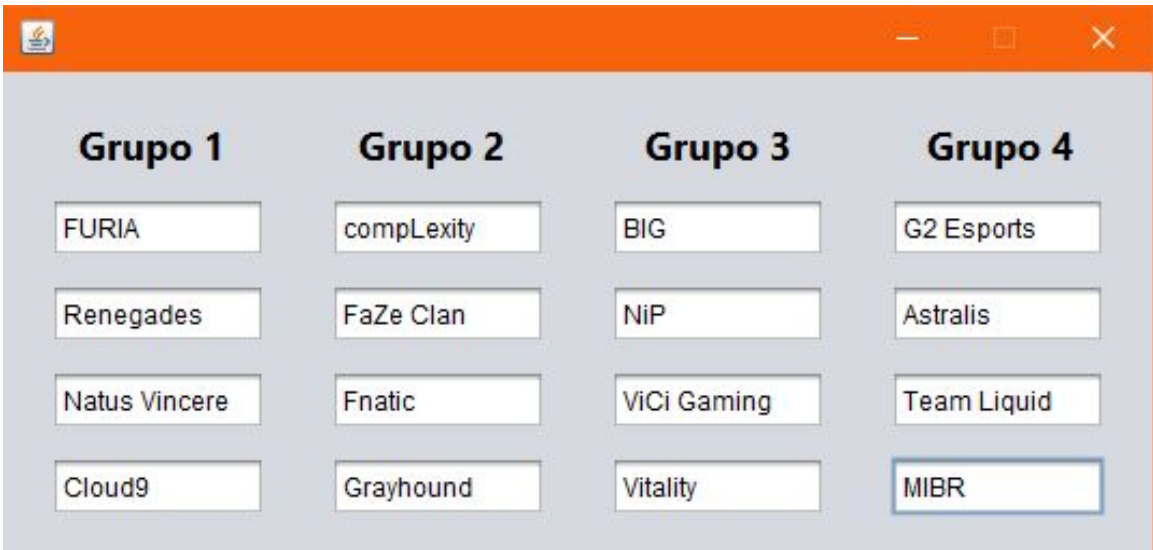 Grupo 1 Grupo 2 Grupo 3 Grupo 4
FURIA compLexity BIG G2 Esports
Renegades FaZe Clan NiP Astralis
Natus Vincere Fnatic ViCi Gaming Team Liquid
Cloud9 Grayhound Vitality MIBR